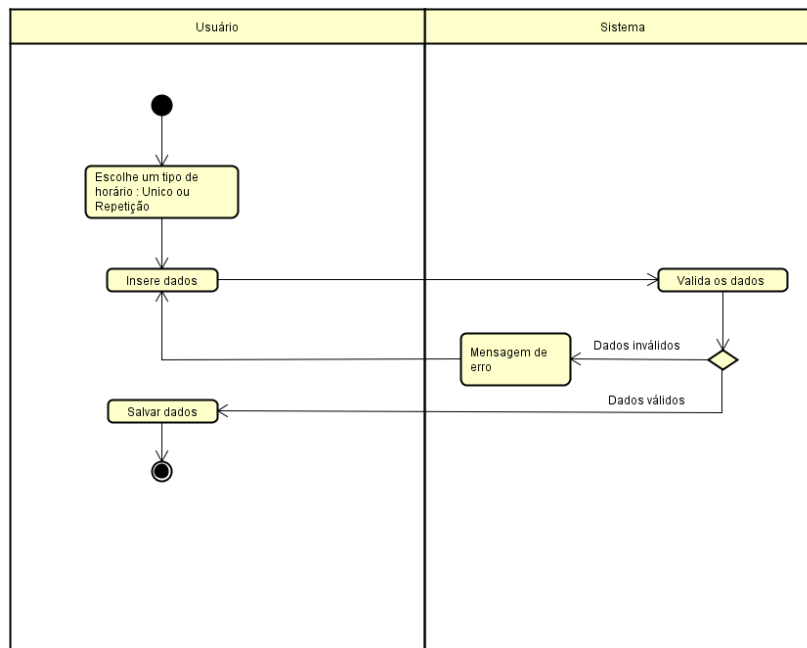 Usuário
Sistema
Escolhe um tipo de
horário : Unico ou
Repetição
Insere dados
Valida os dados
Mensagem de
erro
Dados inválidos
Dados válidos
Salvar dados